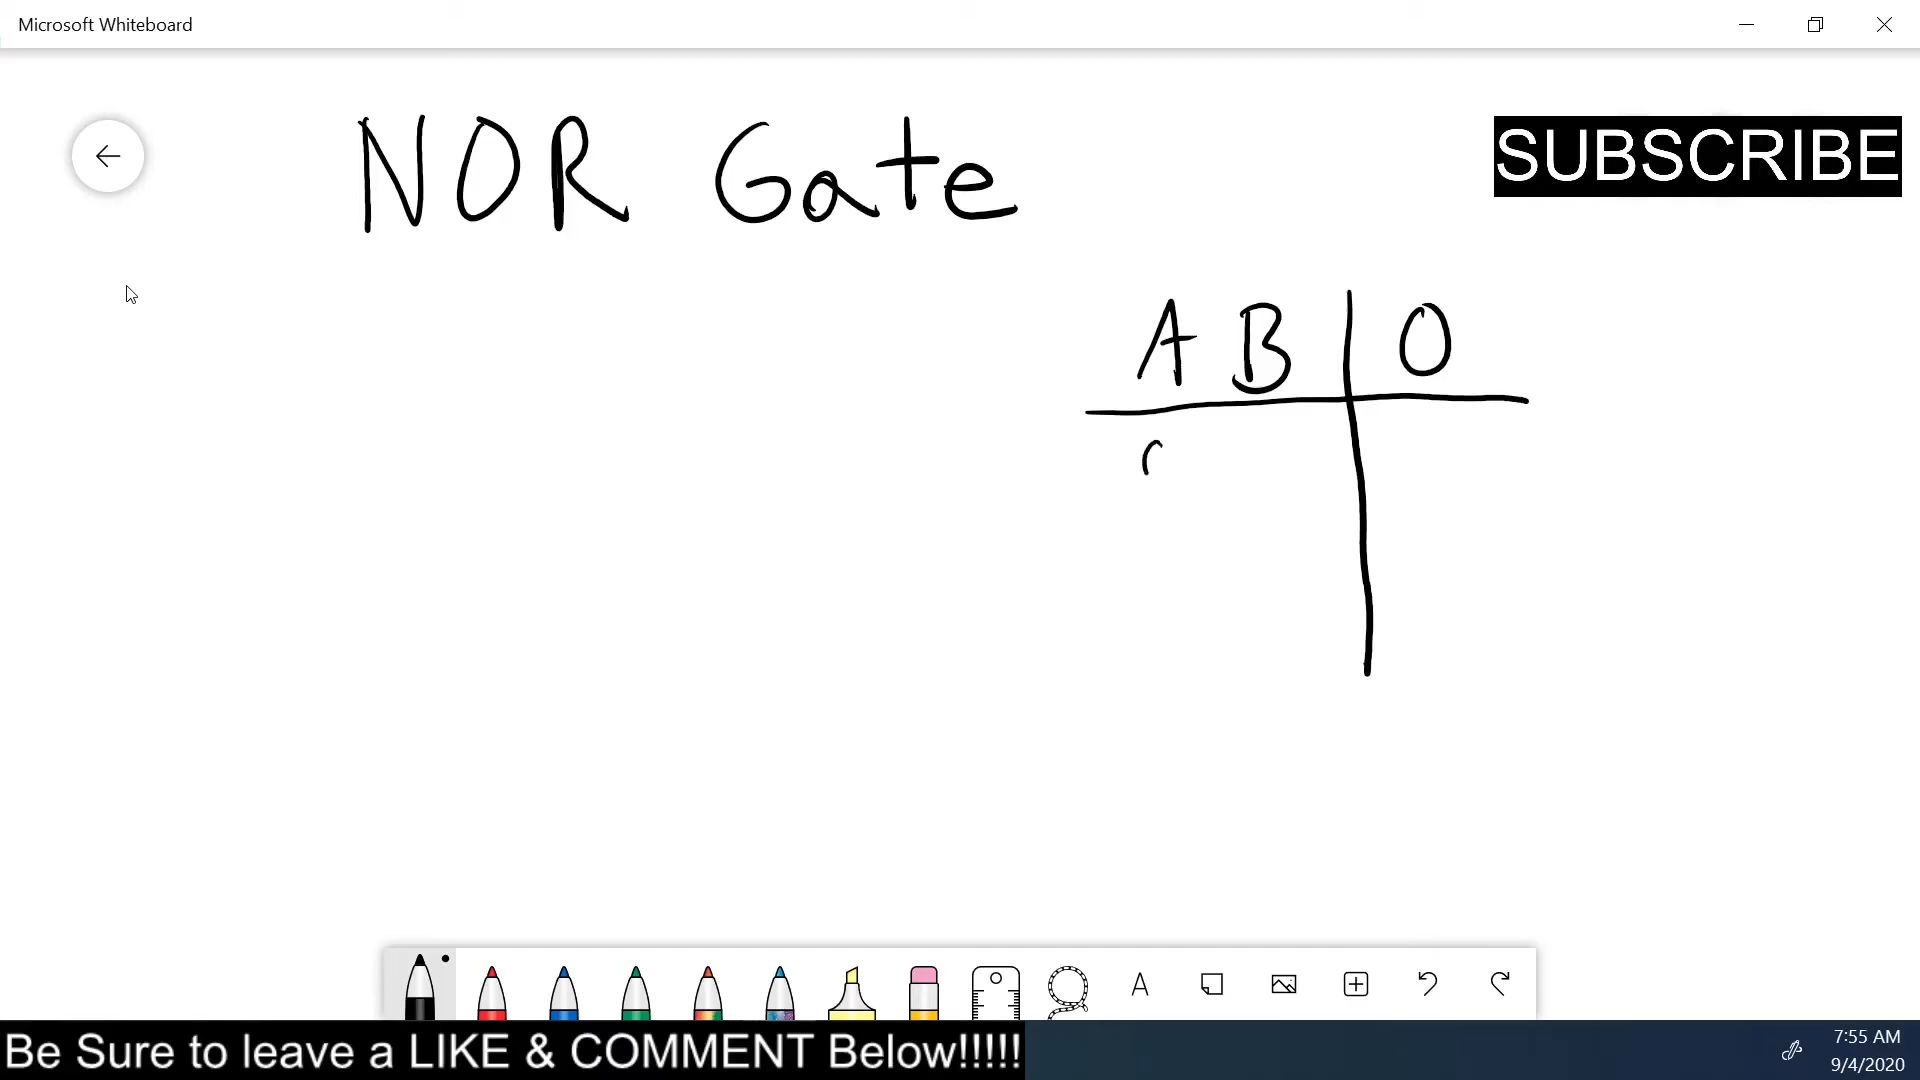 Microsoft Whiteboard
NOR Gate
SUBSCRIBE
A B O
Be Sure to leave a LIKE & COMMENT Below!!!!!
7:55 AM
9/4/2020